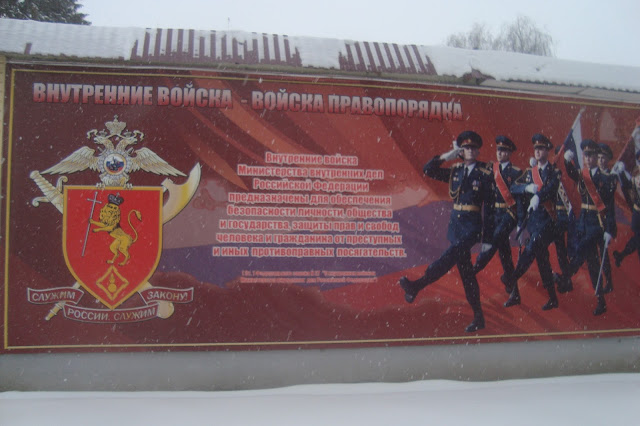 ВНУТРЕННИЕ ВОЙСКА - ВОЙСКА ПРАВОПОРЯДКА
Внутренние войска
Министерства внутренних дел
Российской Федерации
предназначены для обеспечения
безопасности личности, общества
и государства, защиты прав и свобод
человека и гражданина от преступных
и иных противоправных посягательств.
СЛУЖИМ ЗАКОНУ!
РОССИИ СЛУЖИМ